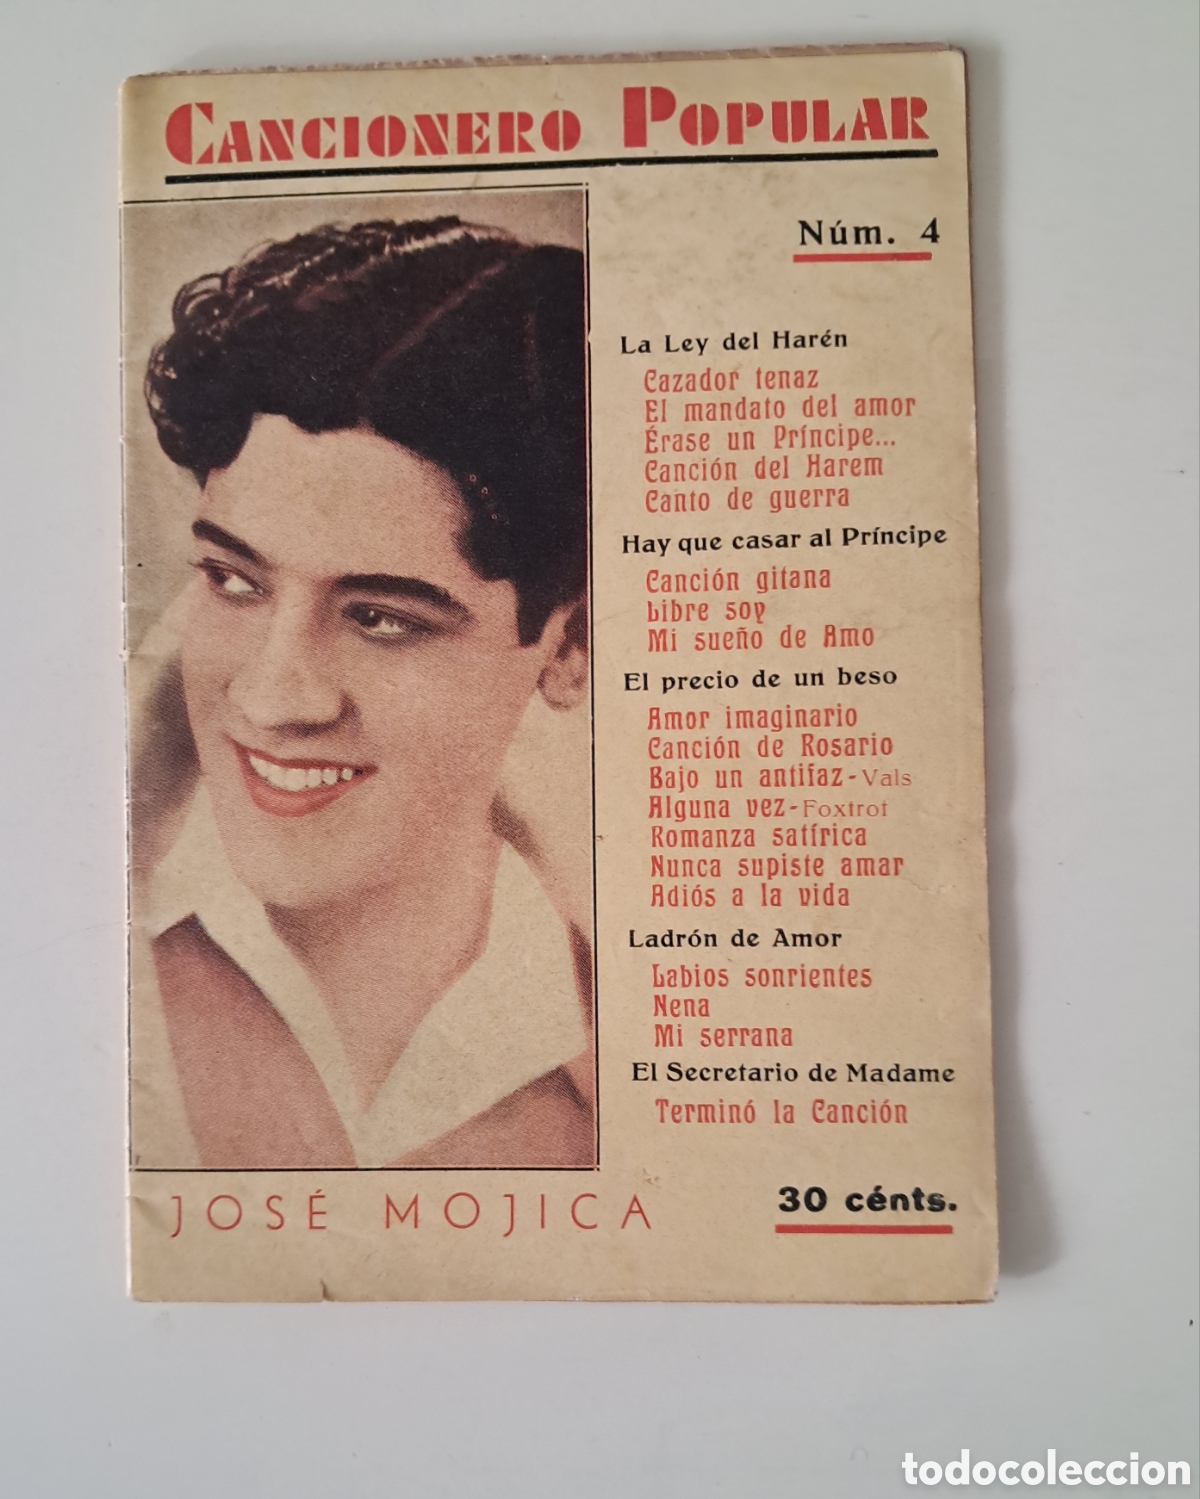 CANCIONERO POPULAR
Núm. 4
La Ley del Harén
Cazador tenaz
El mandato del amor
Érase un Príncipe...
Canción del Harem
Canto de guerra
Hay que casar al Príncipe
Canción gitana
Libre soy
Mi sueño de Amo
El precio de un beso
Amor imaginario
Canción de Rosario
Bajo un antifaz - Vals
Alguna vez - Foxtrot
Romanza satírica
Nunca supiste amar
Adiós a la vida
Ladrón de Amor
Labios sonrientes
Nena
Mi serrana
El Secretario de Madame
Terminó la Canción
JOSÉ MOJICA
30 cénts.
todocoleccion